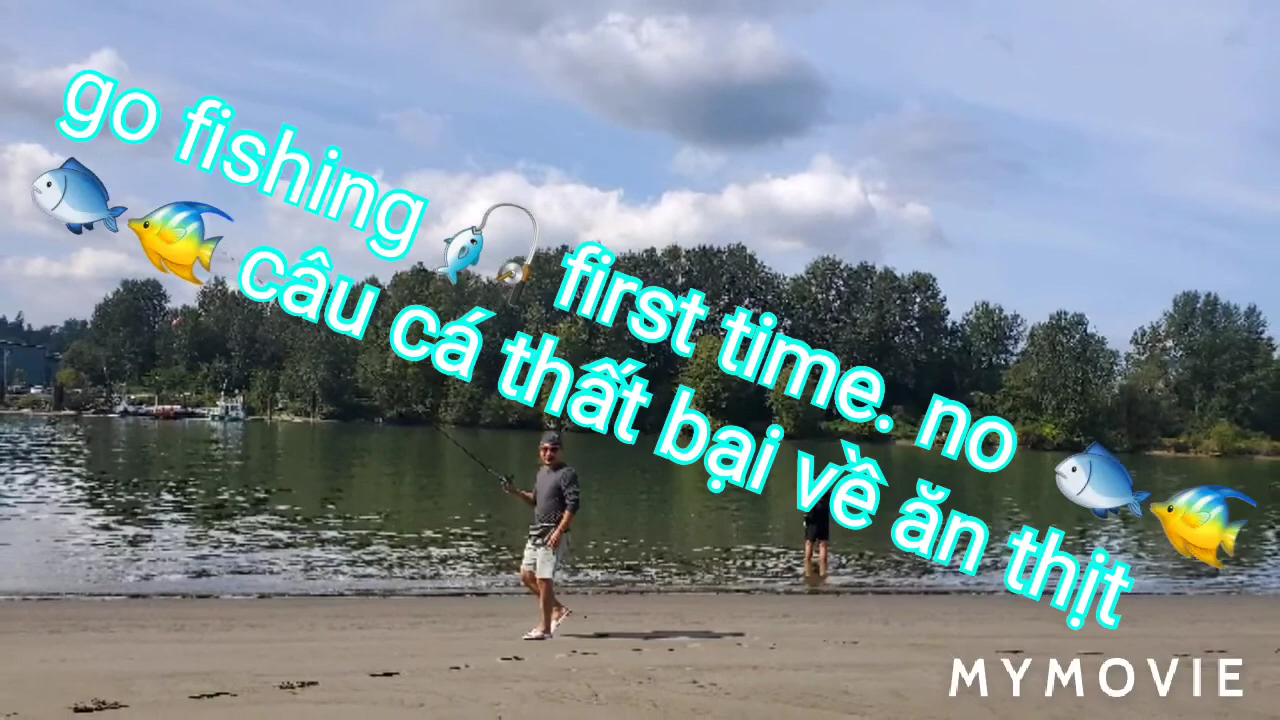 go fishing 🎣 first time. no 🐟🐠
🐟🐠 câu cá thất bại về ăn thịt
MYMOVIE